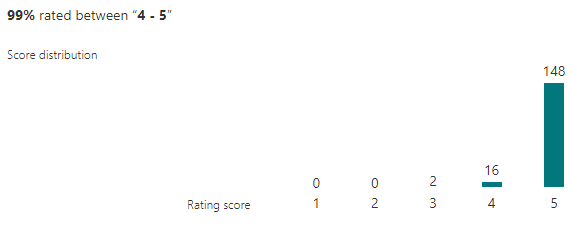 99% rated between “4 - 5”
Score distribution
148
16
2
0 0
Rating score 1 2 3 4 5